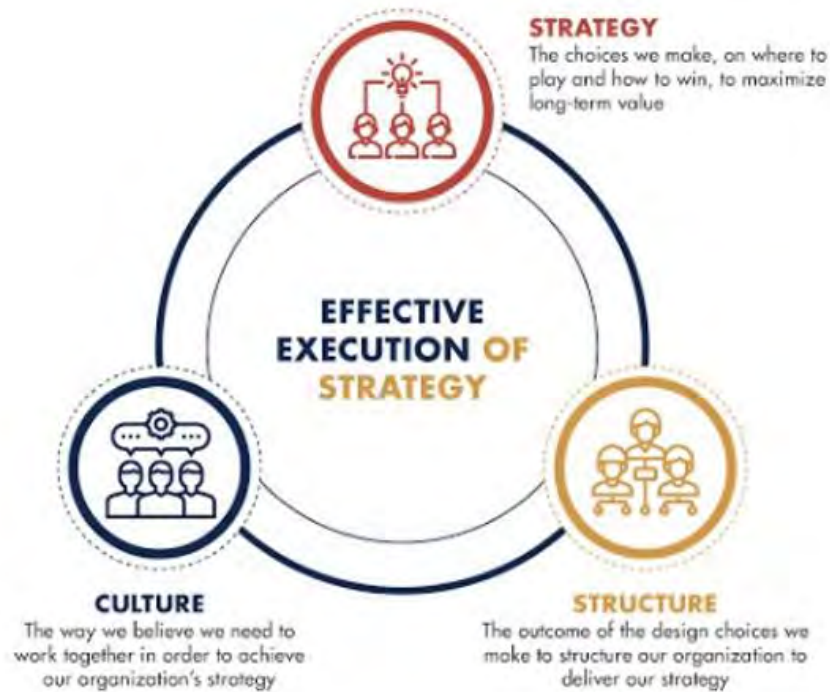 STRATEGY
The choices we make, on where to
play and how to win, to maximize
long-term value
EFFECTIVE
EXECUTION OF
STRATEGY
CULTURE
The way we believe we need to
work together in order to achieve
our organization's strategy
STRUCTURE
The outcome of the design choices we
make to structure our organization to
deliver our strategy